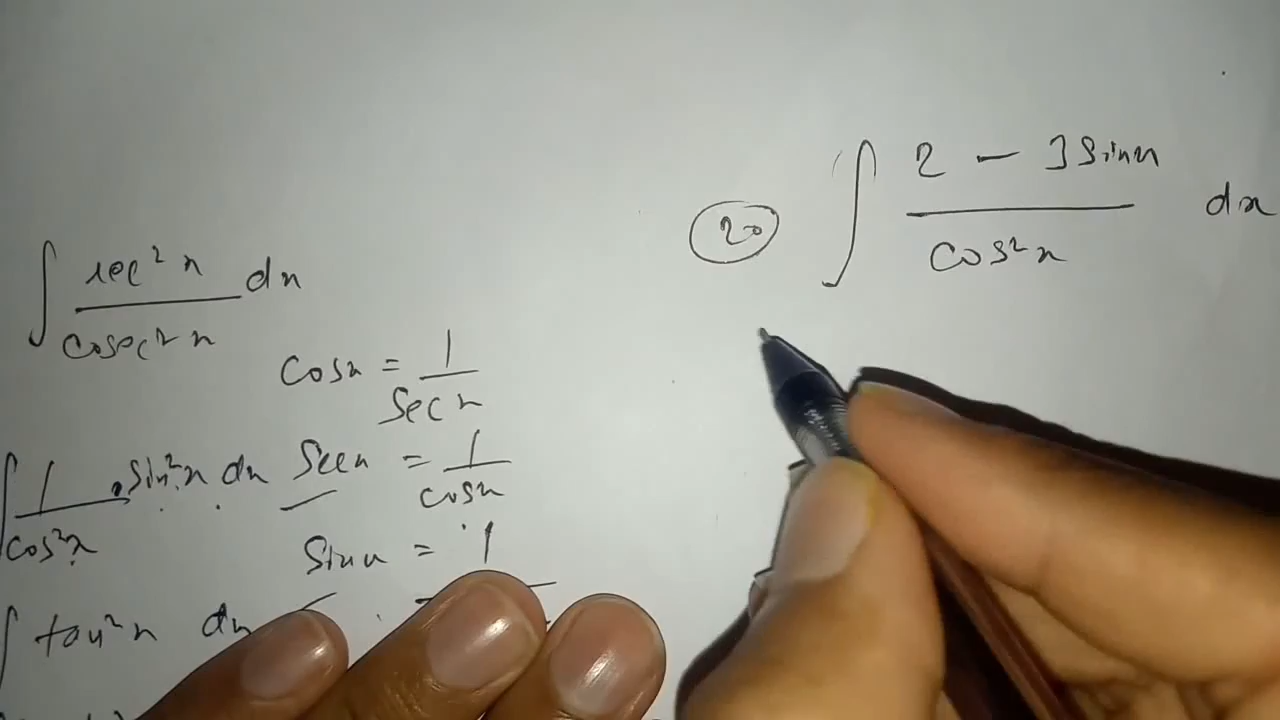 ∫ sec²x / cosec²x dx
cosx = 1 / secx
∫ 1 / cos²x . sin²x dx secx = 1 / cosx
sinx = 1
∫ tan²x dx
20 ∫ 2 - 3sinx / cos²x dx